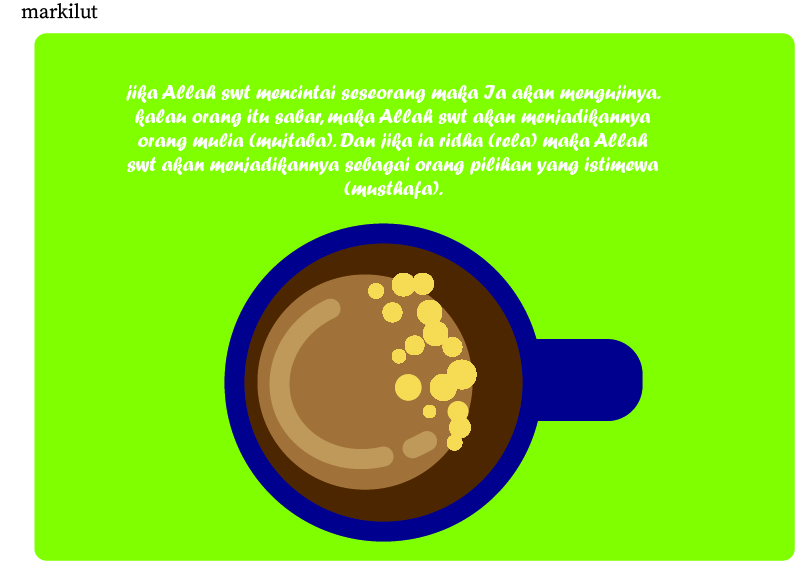 markilut
jika Allah swt mencintai seseorang maka Ia akan mengujinya.
kalau orang itu sabar, maka Allah swt akan menjadikannya
orang mulia (mujtaba). Dan jika ia ridha (rela) maka Allah
swt akan menjadikannya sebagai orang pilihan yang istimewa
(musthafa).